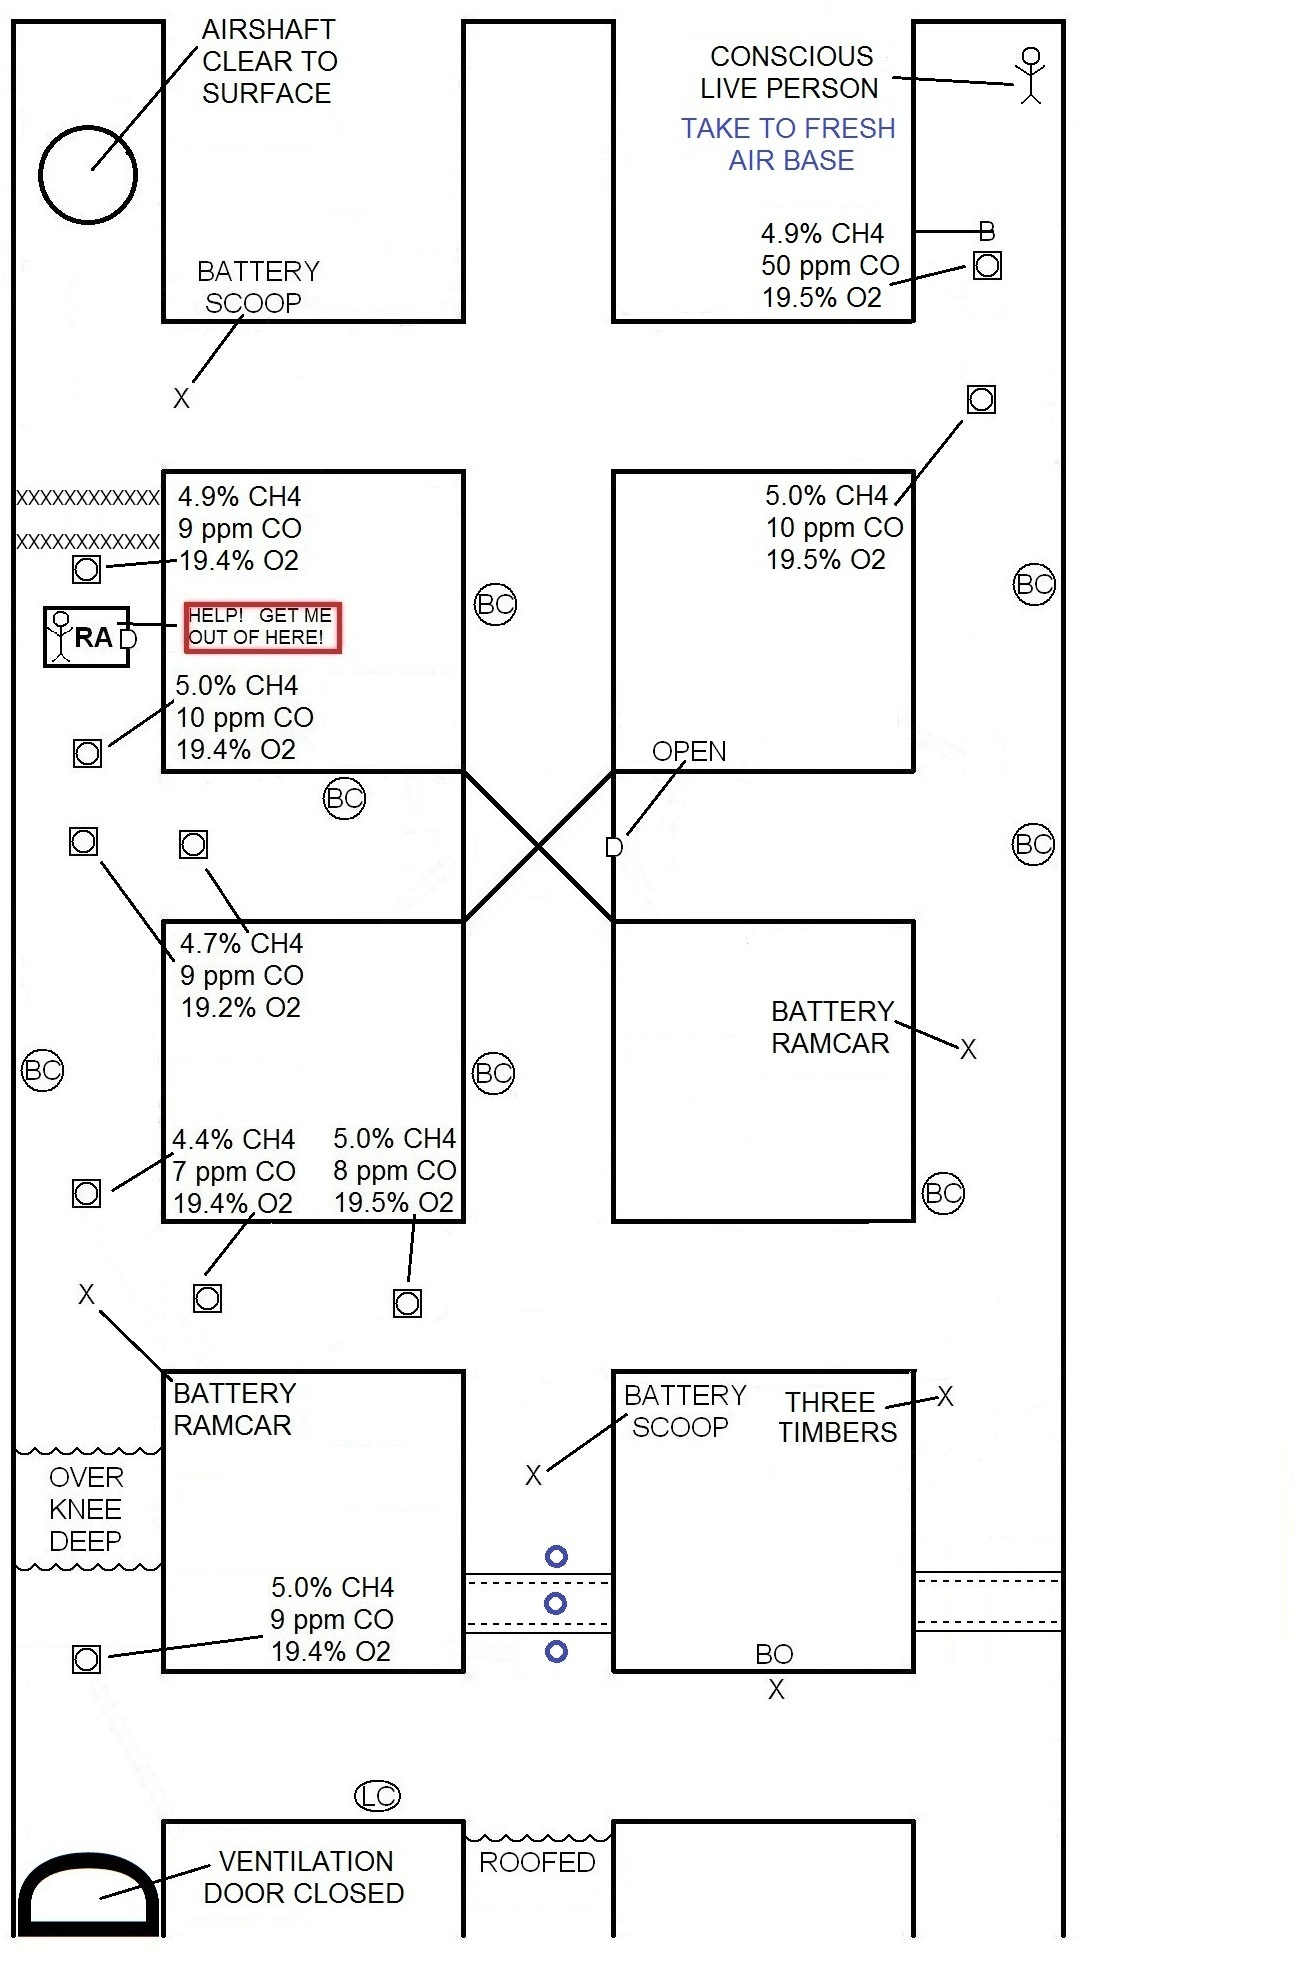 AIRSHAFT
CLEAR TO
SURFACE
CONSCIOUS
LIVE PERSON
TAKE TO FRESH
AIR BASE
4.9% CH4
50 ppm CO
19.5% O2
B
BATTERY
SCOOP
X
XXXXXXXXXXXX
XXXXXXXXXXXX
4.9% CH4
9 ppm CO
19.4% O2
5.0% CH4
10 ppm CO
19.5% O2
BC
BC
RA
HELP! GET ME
OUT OF HERE!
5.0% CH4
10 ppm CO
19.4% O2
OPEN
BC
BC
4.7% CH4
9 ppm CO
19.2% O2
BATTERY
RAMCAR
X
BC
BC
4.4% CH4
7 ppm CO
19.4% O2
5.0% CH4
8 ppm CO
19.5% O2
BC
X
BATTERY
RAMCAR
BATTERY
SCOOP
X
THREE
TIMBERS
X
OVER
KNEE
DEEP
5.0% CH4
9 ppm CO
19.4% O2
BO
X
LC
VENTILATION
DOOR CLOSED
ROOFED